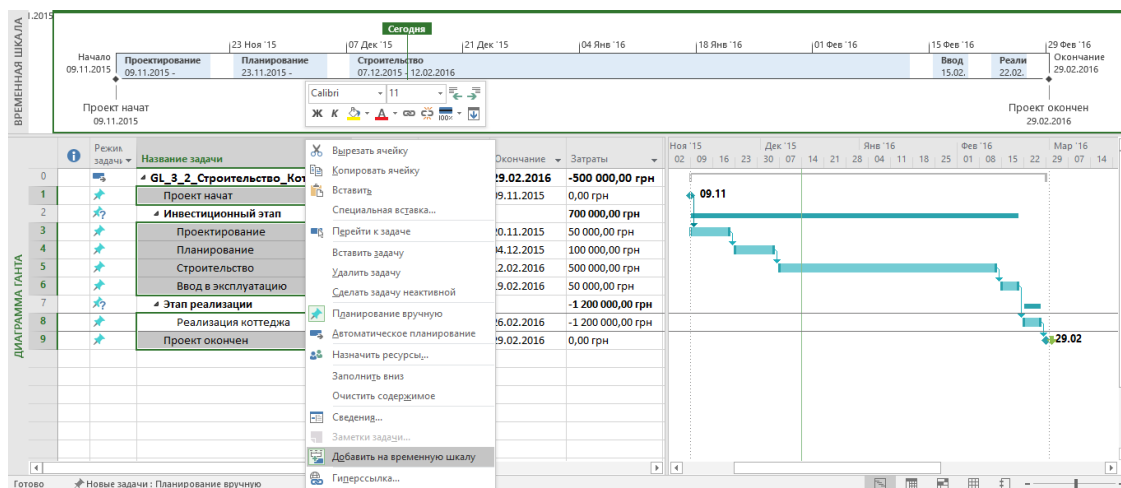 .2015
ВРЕМЕННАЯ ШКАЛА
Сегодня
23 Ноя '15 07 Дек '15 21 Дек '15 04 Янв '16 18 Янв '16 01 Фев '16 15 Фев '16 29 Фев '16
Начало
09.11.2015
Проектирование
09.11.2015 -
Планирование
23.11.2015 -
Строительство
07.12.2015 - 12.02.2016
Ввод
15.02.
Реали
22.02.
Окончание
29.02.2016
Проект начат
09.11.2015
Проект окончен
29.02.2016
Calibri 11
Ж К А 100%
ДИАГРАММА ГАНТА
Режим задачи Название задачи Окончание Затраты
0 GL_3_2_Строительство_Кот 29.02.2016 -500 000,00 грн
1 Проект начат 09.11.2015 0,00 грн
2 Инвестиционный этап 700 000,00 грн
3 Проектирование 20.11.2015 50 000,00 грн
4 Планирование 04.12.2015 100 000,00 грн
5 Строительство 12.02.2016 500 000,00 грн
6 Ввод в эксплуатацию 19.02.2016 50 000,00 грн
7 Этап реализации -1 200 000,00 грн
8 Реализация коттеджа 26.02.2016 -1 200 000,00 грн
9 Проект окончен 29.02.2016 0,00 грн
Вырезать ячейку
Копировать ячейку
Вставить
Специальная вставка...
Перейти к задаче
Вставить задачу
Удалить задачу
Сделать задачу неактивной
Планирование вручную
Автоматическое планирование
Назначить ресурсы...
Заполнить вниз
Очистить содержимое
Сведения...
Заметки задачи...
Добавить на временную шкалу
Гиперссылка...
Ноя '15 Дек '15 Янв '16 Фев '16 Мар '16
02 09 16 23 30 07 14 21 28 04 11 18 25 01 08 15 22 29 07 14
09.11
29.02
Готово Новые задачи : Планирование вручную